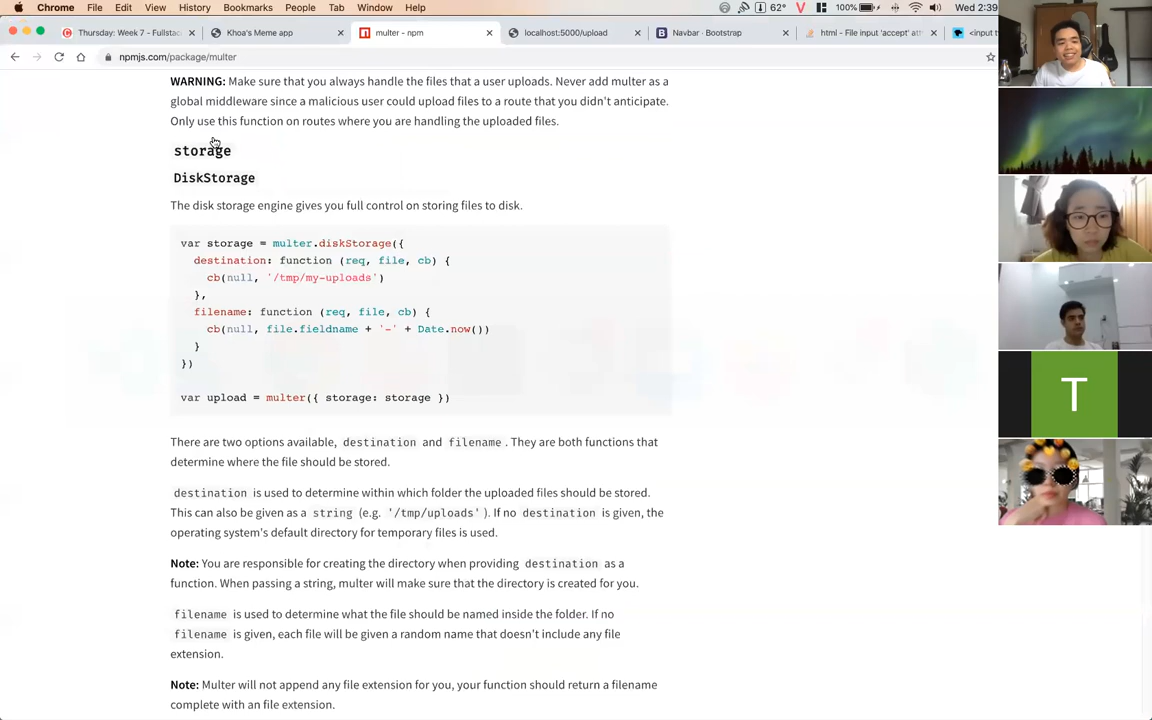 Chrome File Edit View History Bookmarks People Tab Window Help 62° 100% Wed 2:39
Thursday: Week 7 - Fullsta Khoa's Meme app multer - npm localhost:5000/upload Navbar · Bootstrap html - File input 'accept' att <input t
npmjs.com/package/multer
WARNING: Make sure that you always handle the files that a user uploads. Never add multer as a
global middleware since a malicious user could upload files to a route that you didn't anticipate.
Only use this function on routes where you are handling the uploaded files.
storage
DiskStorage
The disk storage engine gives you full control on storing files to disk.
var storage = multer.diskStorage({
destination: function (req, file, cb) {
cb(null, '/tmp/my-uploads')
},
filename: function (req, file, cb) {
cb(null, file.fieldname + '-' + Date.now())
}
})
var upload = multer({ storage: storage })
There are two options available, destination and filename . They are both functions that
determine where the file should be stored.
destination is used to determine within which folder the uploaded files should be stored.
This can also be given as a string (e.g. '/tmp/uploads' ). If no destination is given, the
operating system's default directory for temporary files is used.
Note: You are responsible for creating the directory when providing destination as a
function. When passing a string, multer will make sure that the directory is created for you.
filename is used to determine what the file should be named inside the folder. If no
filename is given, each file will be given a random name that doesn't include any file
extension.
Note: Multer will not append any file extension for you, your function should return a filename
complete with an file extension.
T